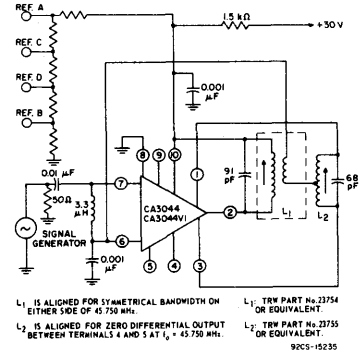 REF. A
REF. C
REF. D
REF. B
1.5 kΩ
+30V
0.001
μF
8
9
10
1
0.01 μF
50Ω
7
3.3
μH
CA3044
CA3044V1
2
91
pF
L1
L2
68
pF
SIGNAL
GENERATOR
6
0.001
μF
5
4
3
L1 IS ALIGNED FOR SYMMETRICAL BANDWIDTH ON
EITHER SIDE OF 45.750 MHz.
L2 IS ALIGNED FOR ZERO DIFFERENTIAL OUTPUT
BETWEEN TERMINALS 4 AND 5 AT fo = 45.750 MHz.
L1: TRW PART No.23754
OR EQUIVALENT.
L2: TRW PART No.23755
OR EQUIVALENT.
92CS-15235